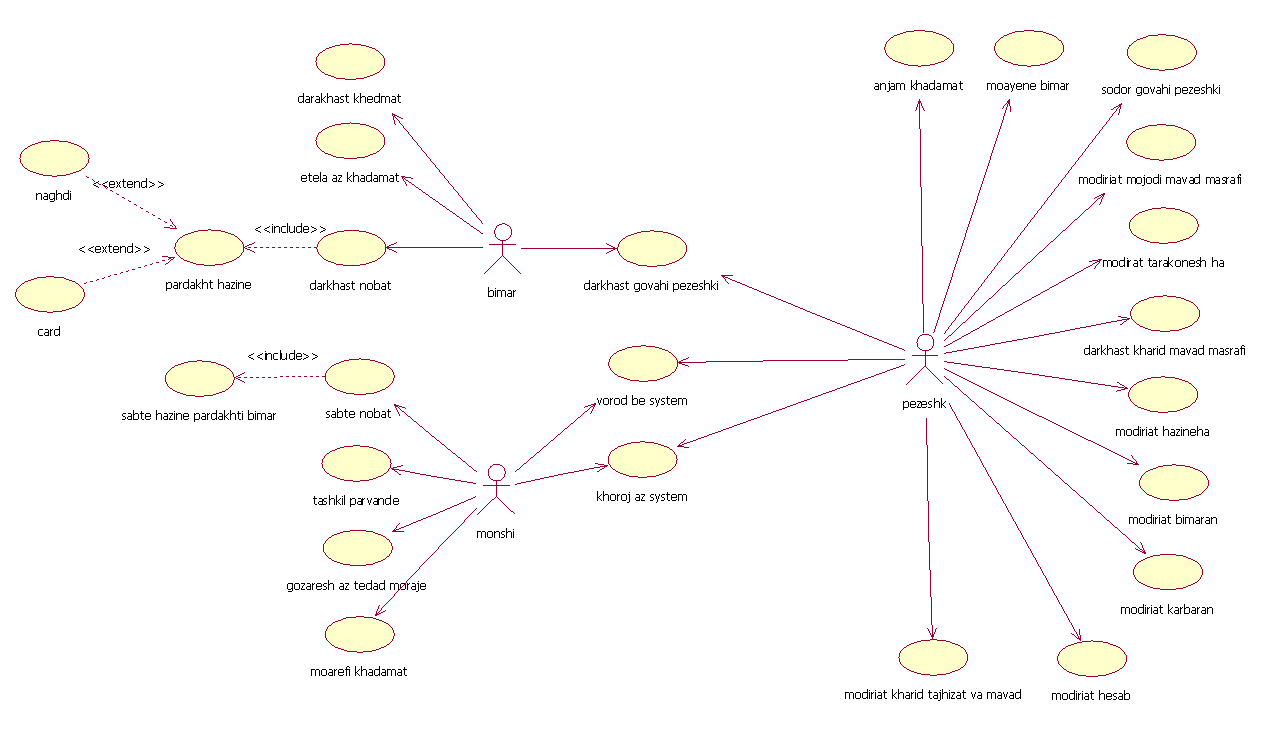 anjam khadamat
moayene bimar
sodor govahi pezeshki
darakhast khedmat
etela az khadamat
modiriat mojodi mavad masrafi
<<extend>>
naghdi
<<include>>
<<extend>>
pardakht hazine
darkhast nobat
bimar
darkhast govahi pezeshki
modirat tarakonesh ha
card
<<include>>
darkhast kharid mavad masrafi
sabte hazine pardakhti bimar
sabte nobat
vorod be system
pezeshk
modiriat hazineha
tashkil parvande
khoroj az system
monshi
modiriat bimaran
gozaresh az tedad moraje
modiriat karbaran
moarefi khadamat
modiriat kharid tajhizat va mavad
modiriat hesab